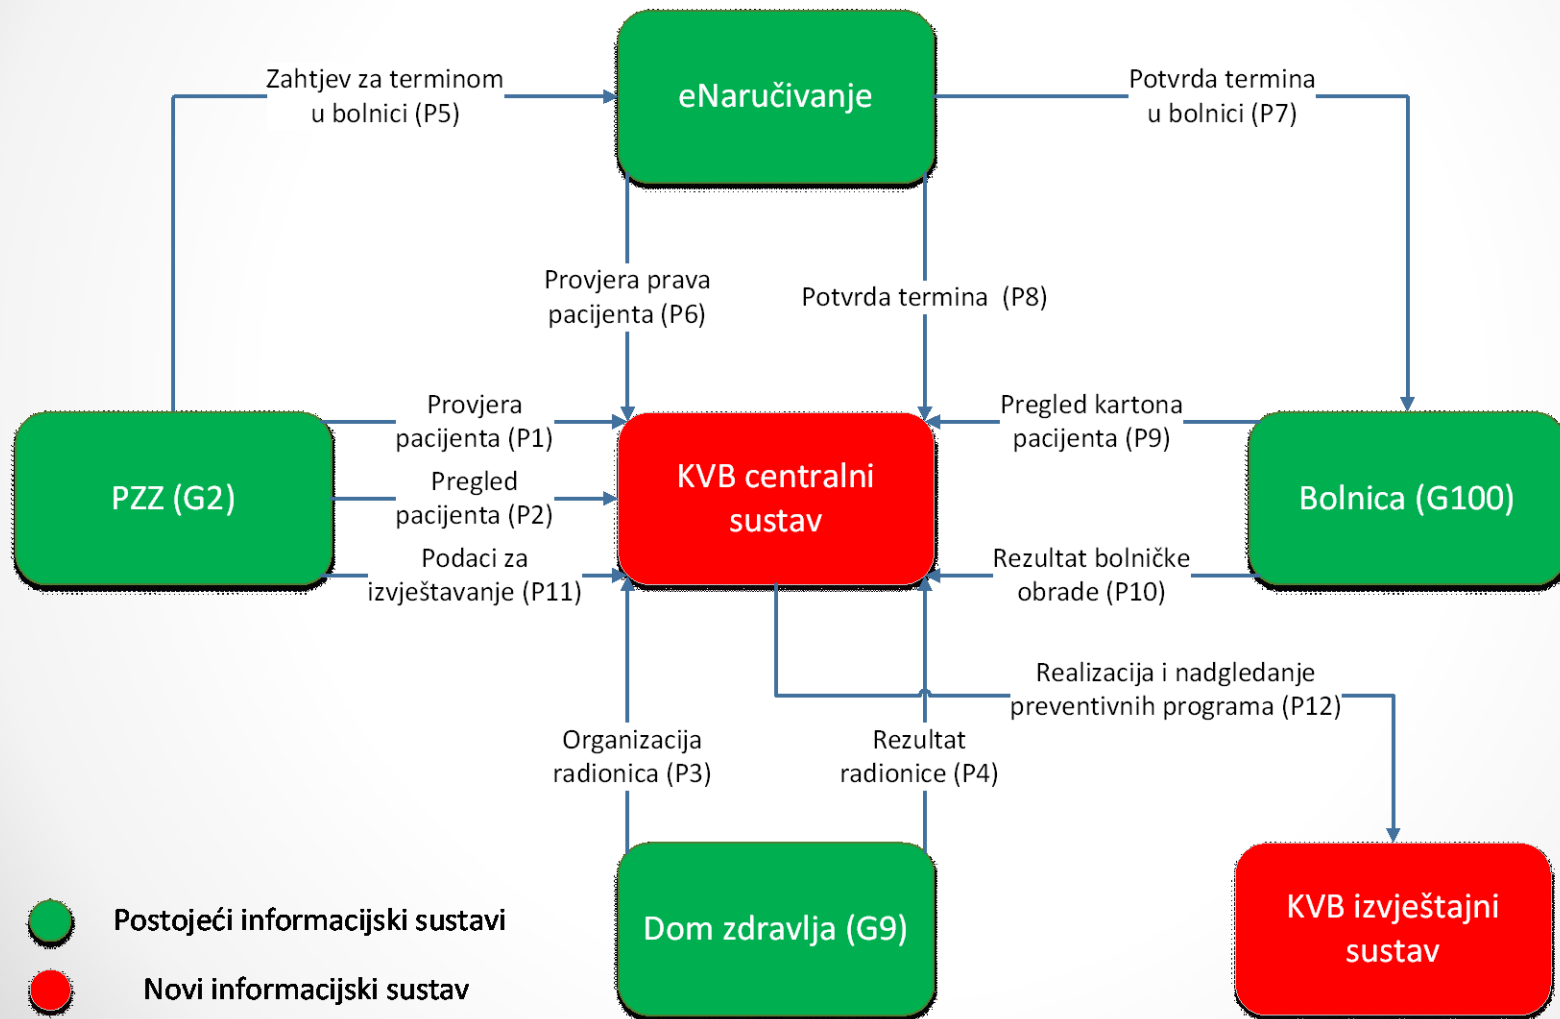 Zahtjev za terminom
u bolnici (P5)
eNaručivanje
Potvrda termina
u bolnici (P7)
Provjera prava
pacijenta (P6)
Potvrda termina  (P8)
Provjera
pacijenta (P1)
Pregled kartona
pacijenta (P9)
PZZ (G2)
Pregled
pacijenta (P2)
KVB centralni
sustav
Bolnica (G100)
Podaci za
izvještavanje (P11)
Rezultat bolničke
obrade (P10)
Realizacija i nadgledanje
preventivnih programa (P12)
Organizacija
radionica (P3)
Rezultat
radionice (P4)
Dom zdravlja (G9)
KVB izvještajni
sustav
Postojeći informacijski sustavi
Novi informacijski sustav